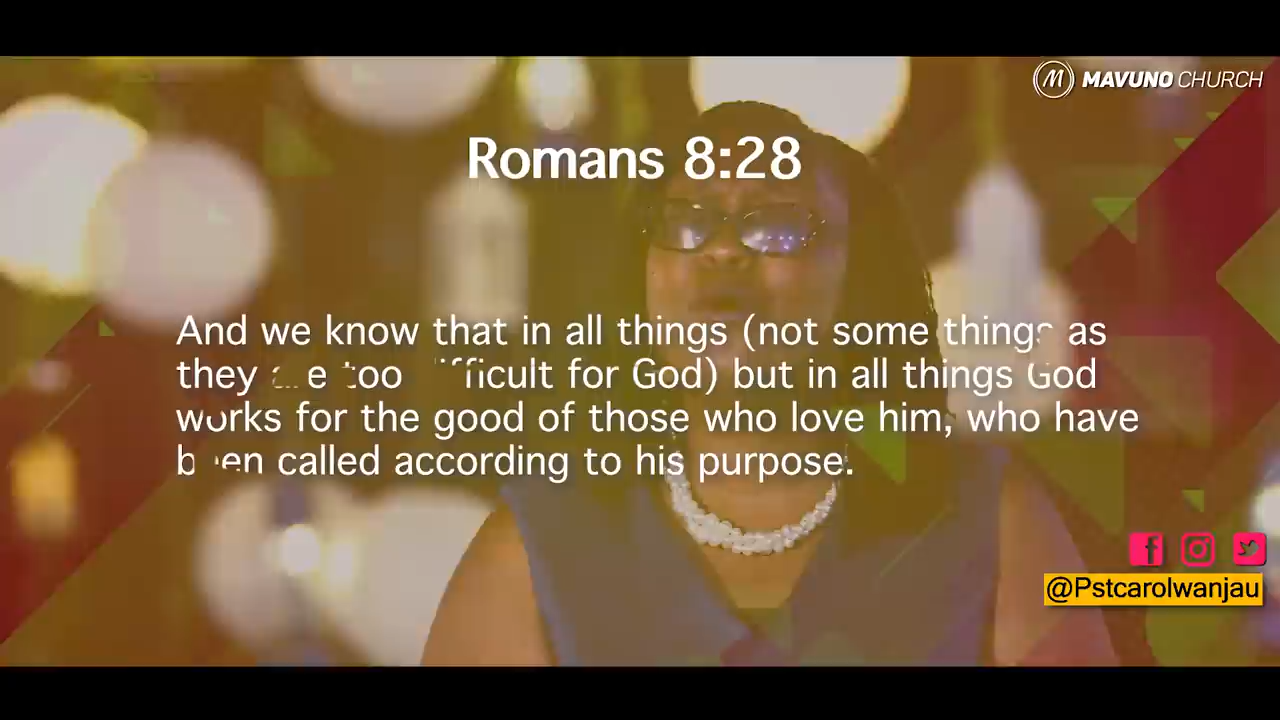 MAVUNO CHURCH
Romans 8:28
And we know that in all things (not some things as
they are too difficult for God) but in all things God
works for the good of those who love him, who have
been called according to his purpose.
@Pstcarolwanjau